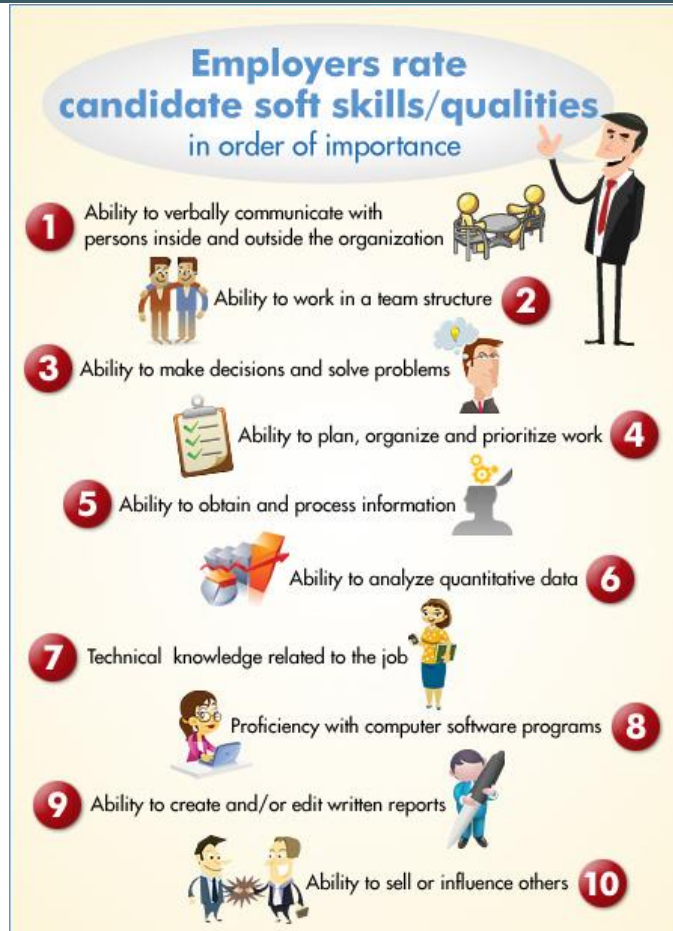 Employers rate
candidate soft skills/qualities
in order of importance
1 Ability to verbally communicate with
persons inside and outside the organization
Ability to work in a team structure 2
3 Ability to make decisions and solve problems
Ability to plan, organize and prioritize work 4
5 Ability to obtain and process information
Ability to analyze quantitative data 6
7 Technical knowledge related to the job
Proficiency with computer software programs 8
9 Ability to create and/or edit written reports
Ability to sell or influence others 10